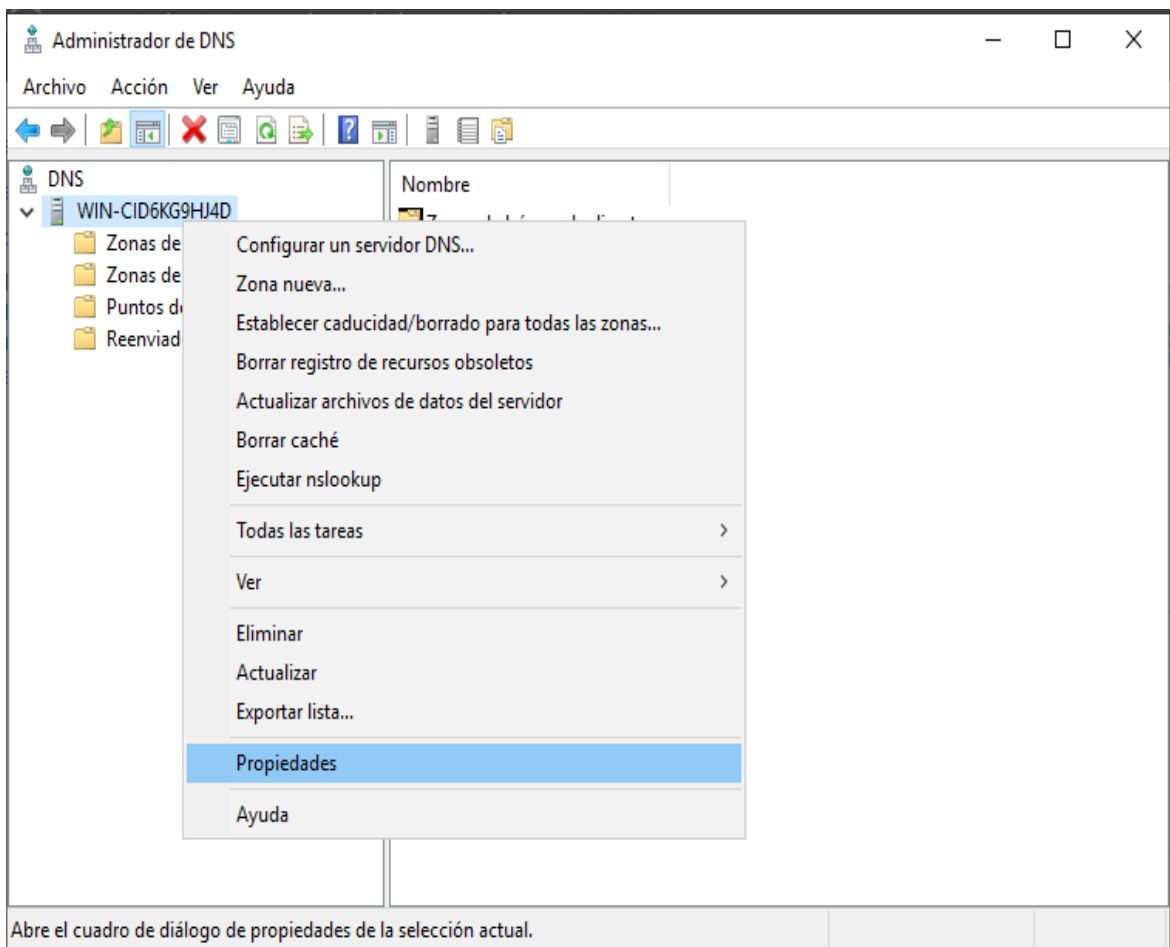 Administrador de DNS
Archivo Acción Ver Ayuda
DNS
Nombre
WIN-CID6KG9HJ4D
Zonas de
Zonas de
Puntos de
Reenviad
Configurar un servidor DNS...
Zona nueva...
Establecer caducidad/borrado para todas las zonas...
Borrar registro de recursos obsoletos
Actualizar archivos de datos del servidor
Borrar caché
Ejecutar nslookup
Todas las tareas
Ver
Eliminar
Actualizar
Exportar lista...
Propiedades
Ayuda
Abre el cuadro de diálogo de propiedades de la selección actual.